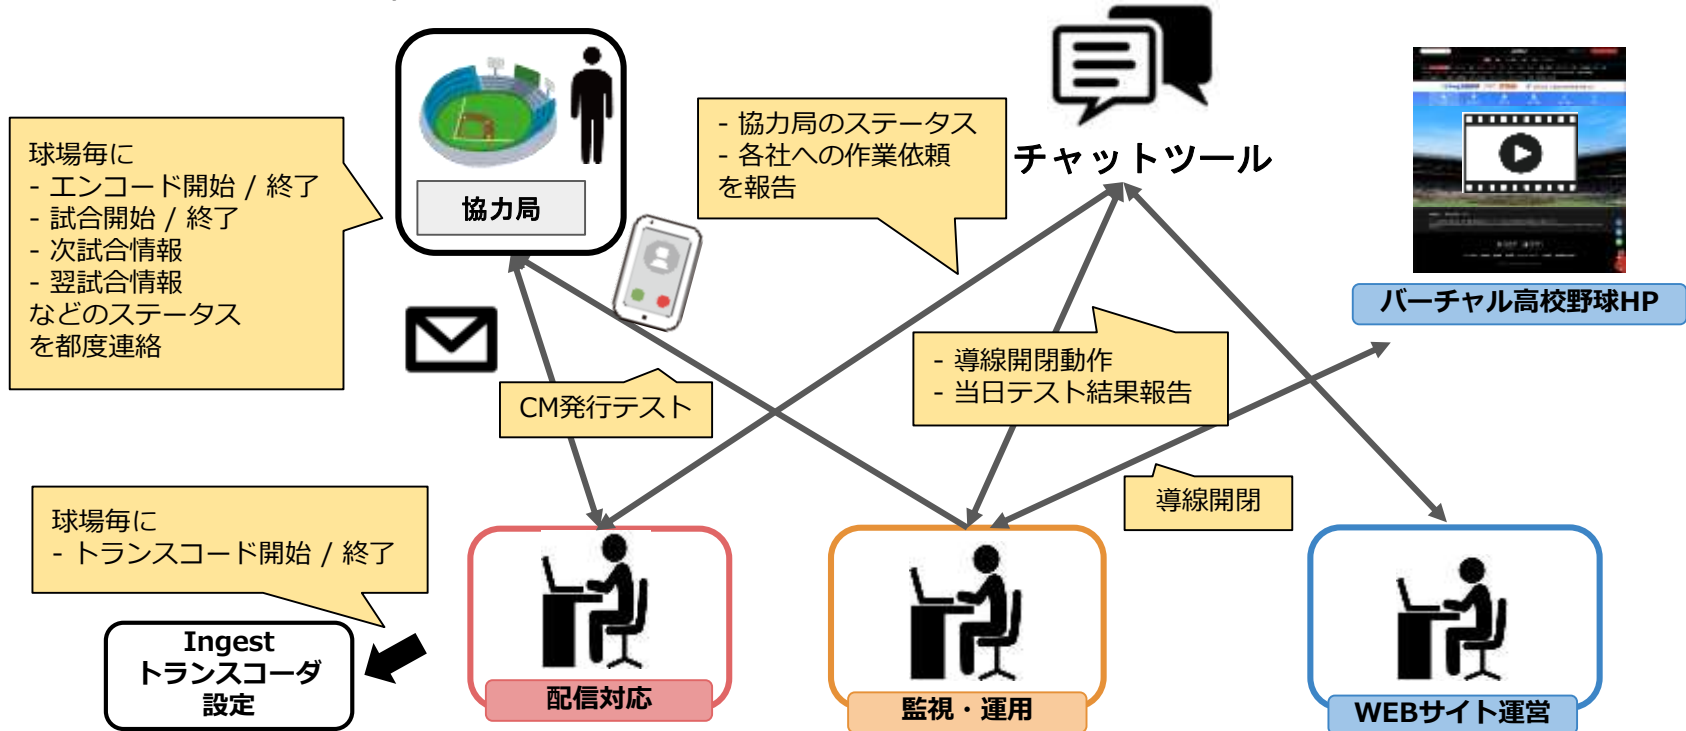 球場毎に
- エンコード開始 / 終了
- 試合開始 / 終了
- 次試合情報
- 翌試合情報
などのステータス
を都度連絡
協力局
- 協力局のステータス
- 各社への作業依頼
を報告
チャットツール
バーチャル高校野球HP
CM発行テスト
- 導線開閉動作
- 当日テスト結果報告
導線開閉
球場毎に
- トランスコード開始 / 終了
Ingest
トランスコーダ
設定
配信対応
監視・運用
WEBサイト運営